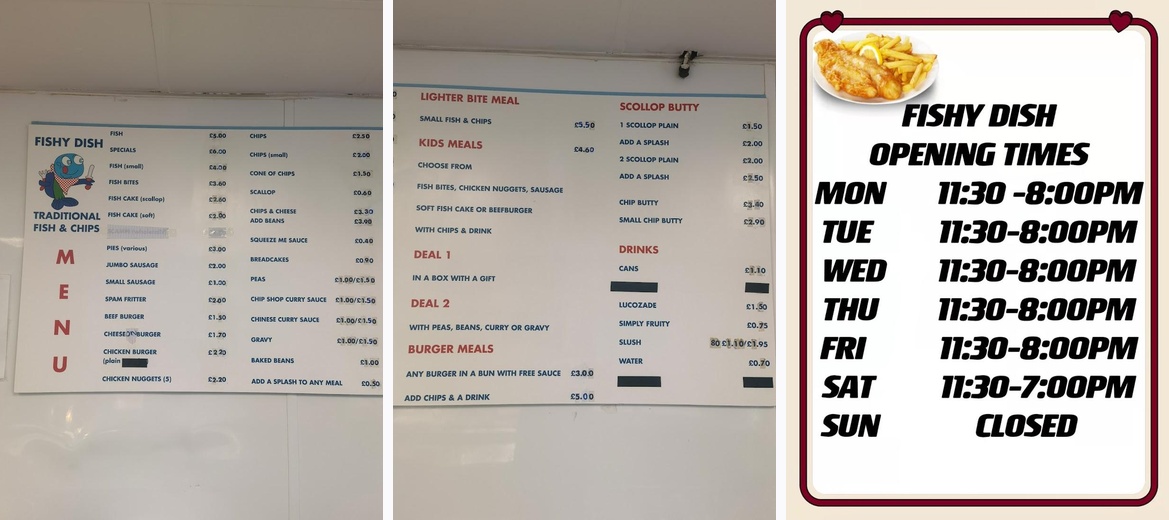 FISHY DISH
TRADITIONAL
FISH & CHIPS
MENU
FISH £5.00
SPECIALS £6.00
FISH (small) £4.00
FISH BITES £3.60
FISH CAKE (scollop) £2.60
FISH CAKE (soft)
PIES (various) £3.00
JUMBO SAUSAGE £2.00
SMALL SAUSAGE £1.00
SPAM FRITTER £2.60
BEEF BURGER £1.50
CHEESE BURGER £1.70
CHICKEN BURGER £2.20
(plain
CHICKEN NUGGETS (5) £2.20
CHIPS £2.50
CHIPS (small) £2.00
CONE OF CHIPS £1.50
SCALLOP £0.60
CHIPS & CHEESE £3.30
ADD BEANS £3.90
SQUEEZE ME SAUCE £0.40
BREADCAKES £0.90
PEAS £1.00/£1.50
CHIP SHOP CURRY SAUCE £1.00/£1.50
CHINESE CURRY SAUCE £1.00/£1.50
GRAVY £1.00/£1.50
BAKED BEANS £1.00
ADD A SPLASH TO ANY MEAL £0.50
LIGHTER BITE MEAL
SMALL FISH & CHIPS £5.50
KIDS MEALS £4.60
CHOOSE FROM
FISH BITES, CHICKEN NUGGETS, SAUSAGE
SOFT FISH CAKE OR BEEFBURGER
WITH CHIPS & DRINK
DEAL 1
IN A BOX WITH A GIFT
DEAL 2
WITH PEAS, BEANS, CURRY OR GRAVY
BURGER MEALS
ANY BURGER IN A BUN WITH FREE SAUCE £3.00
ADD CHIPS & A DRINK £5.00
SCOLLOP BUTTY
1 SCOLLOP PLAIN £1.50
ADD A SPLASH £2.00
2 SCOLLOP PLAIN £2.00
ADD A SPLASH £2.50
CHIP BUTTY £3.40
SMALL CHIP BUTTY £2.90
DRINKS
CANS £1.10
LUCOZADE £1.50
SIMPLY FRUITY £0.75
SLUSH 80 £1.10/£1.95
WATER £0.70
FISHY DISH
OPENING TIMES
MON 11:30 -8:00PM
TUE 11:30-8:00PM
WED 11:30-8:00PM
THU 11:30-8:00PM
FRI 11:30-8:00PM
SAT 11:30-7:00PM
SUN CLOSED